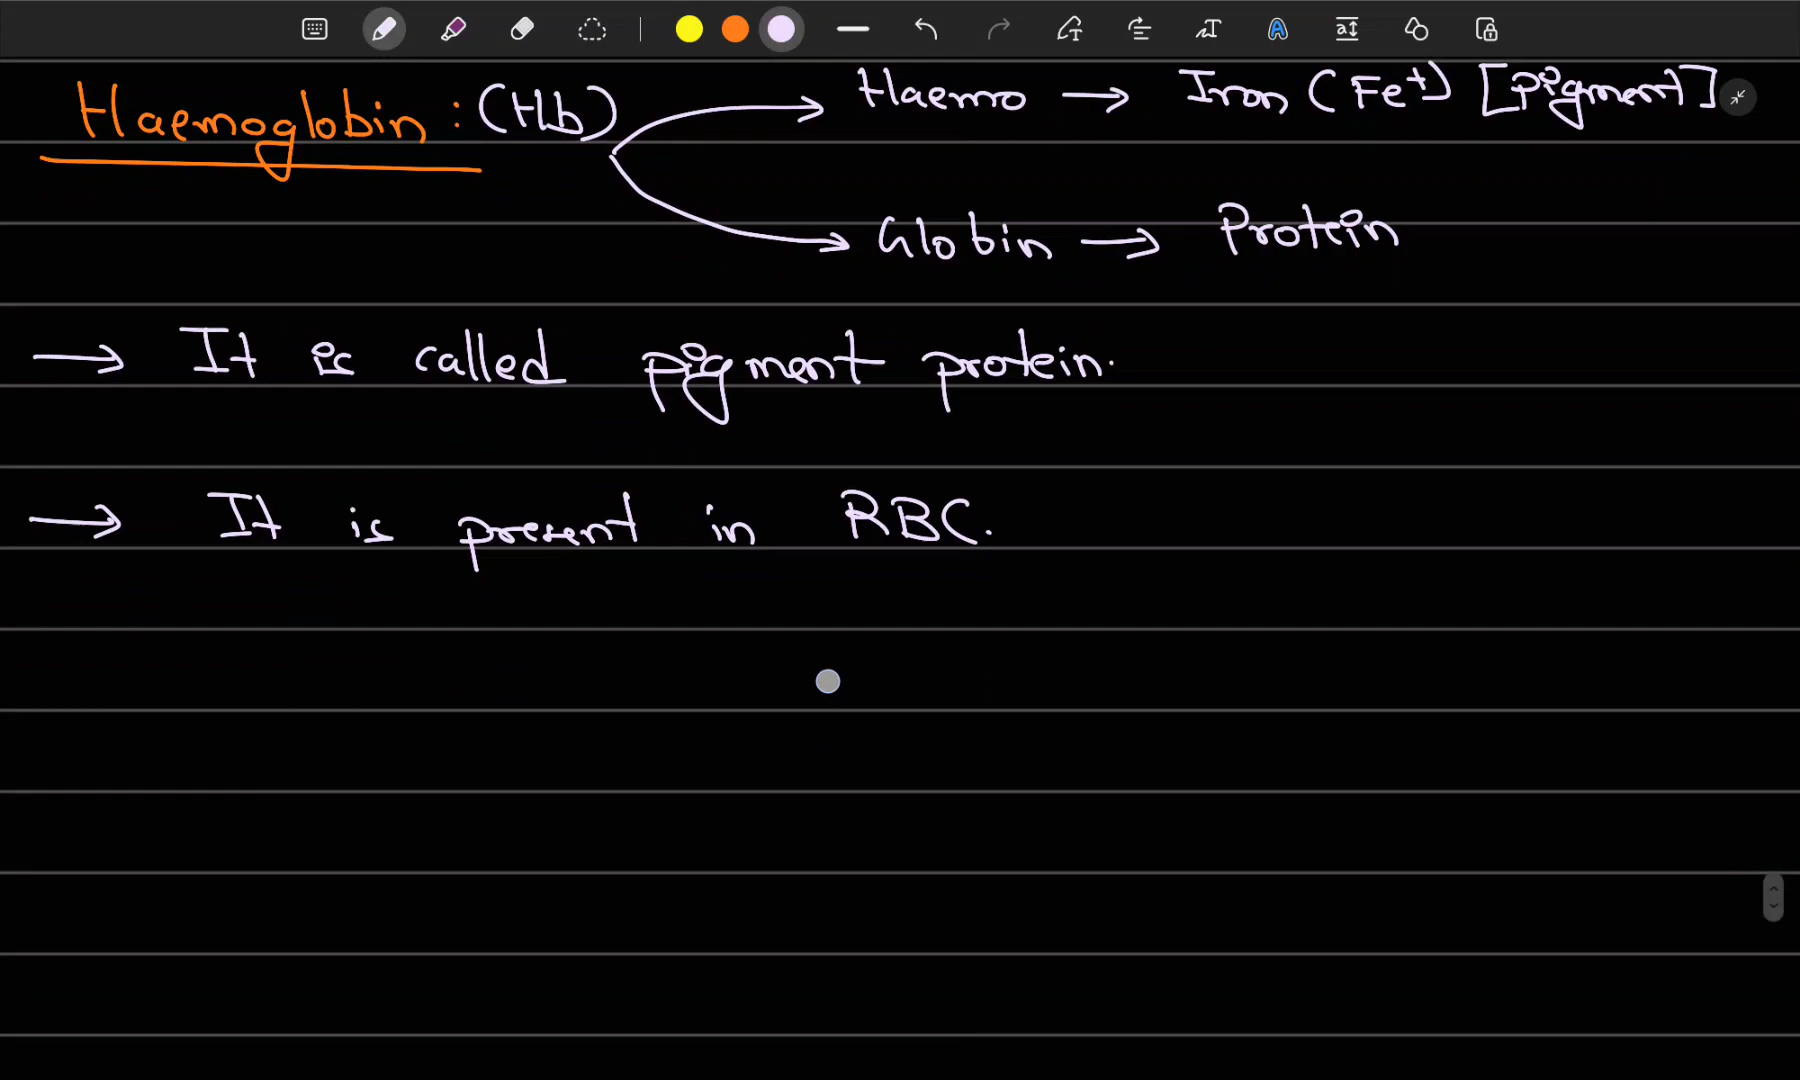 Haemoglobin : (Hb) Haemo → Iron (Fe+) [Pigment]
Globin → Protein
→ It is called pigment protein.
→ It is present in RBC.